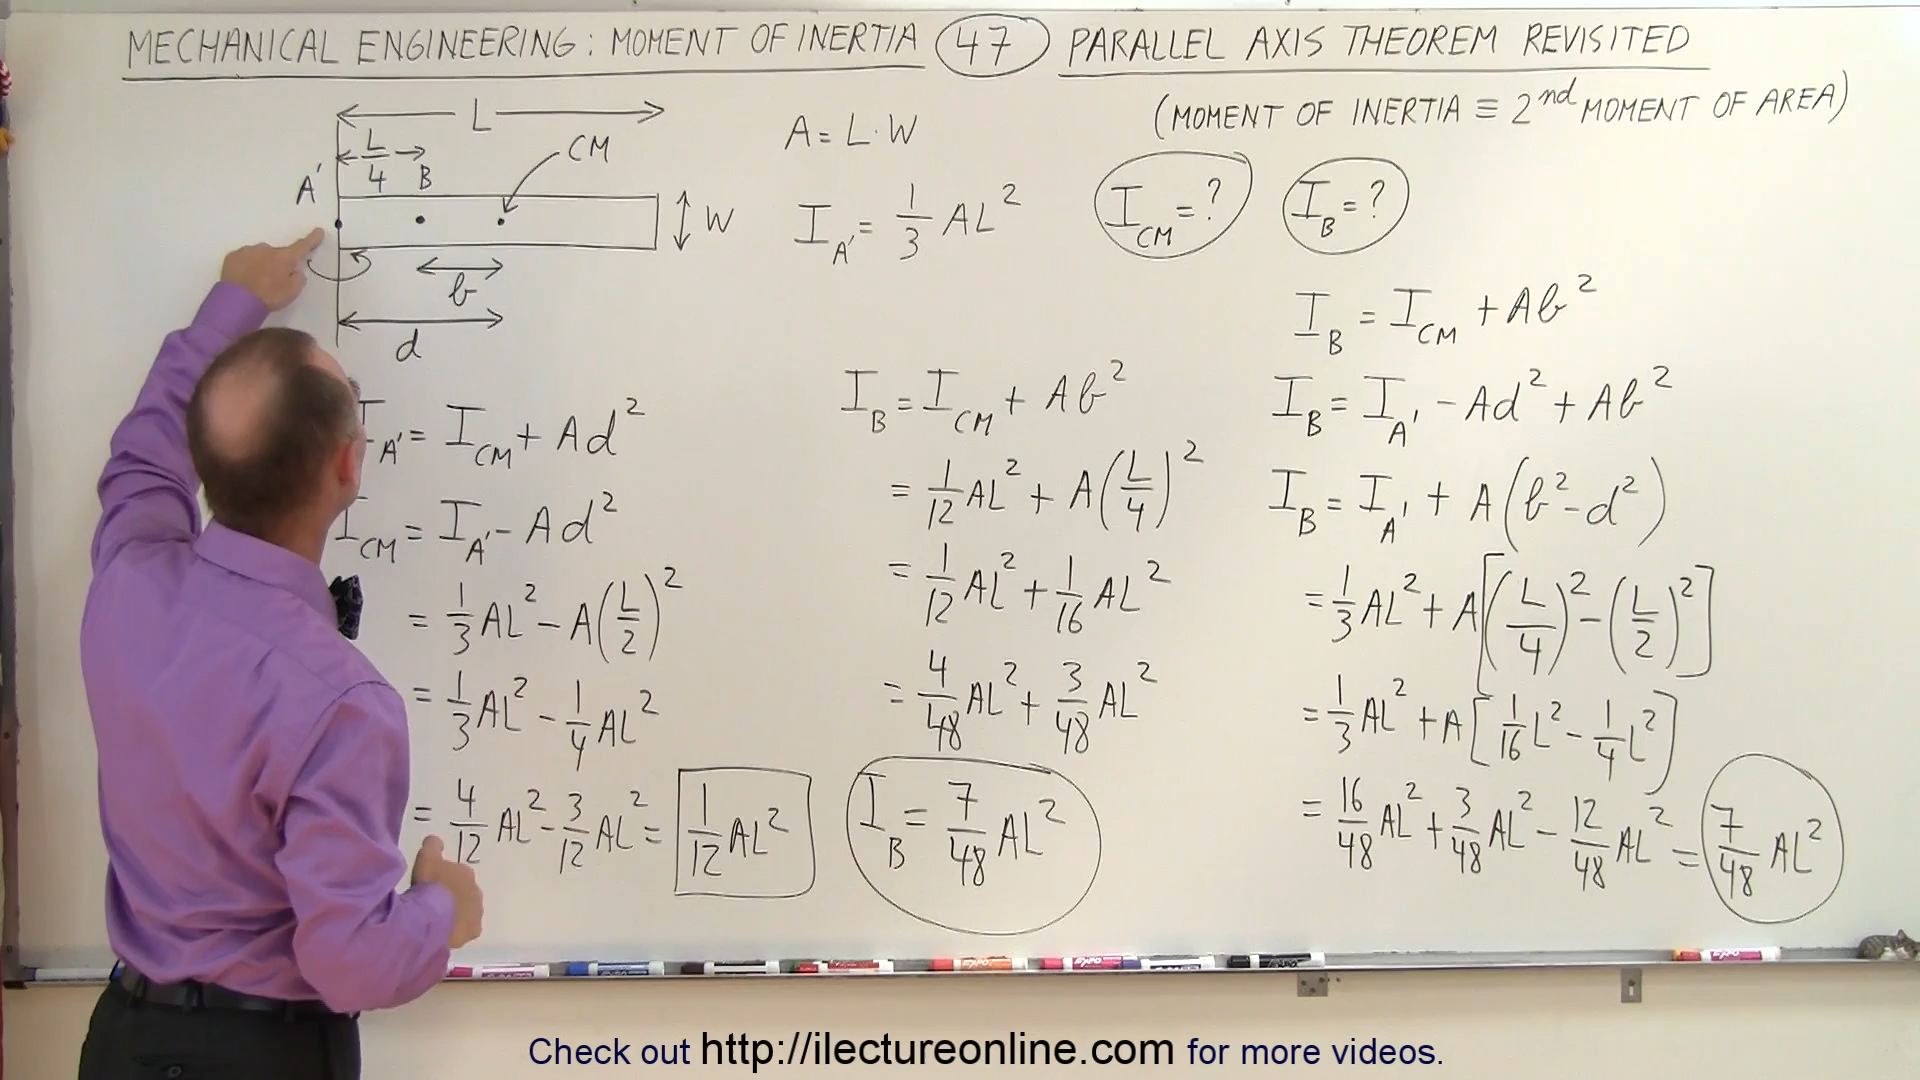 MECHANICAL ENGINEERING: MOMENT OF INERTIA 47 PARALLEL AXIS THEOREM REVISITED
(MOMENT OF INERTIA ≡ 2nd MOMENT OF AREA)
L
L/4
A'
B
CM
W
b
d
A = L·W
I_A' = 1/3 AL²
I_CM = ?
I_B = ?
I_A' = I_CM + Ad²
I_CM = I_A' - Ad²
= 1/3 AL² - A(L/2)²
= 1/3 AL² - 1/4 AL²
= 4/12 AL² - 3/12 AL² = 1/12 AL²
I_B = I_CM + Ab²
= 1/12 AL² + A(L/4)²
= 1/12 AL² + 1/16 AL²
= 4/48 AL² + 3/48 AL²
I_B = 7/48 AL²
I_B = I_CM + Ab²
I_B = I_A' - Ad² + Ab²
I_B = I_A' + A(b² - d²)
= 1/3 AL² + A[(L/4)² - (L/2)²]
= 1/3 AL² + A[1/16 L² - 1/4 L²]
= 16/48 AL² + 3/48 AL² - 12/48 AL² = 7/48 AL²
Check out http://ilectureonline.com for more videos.